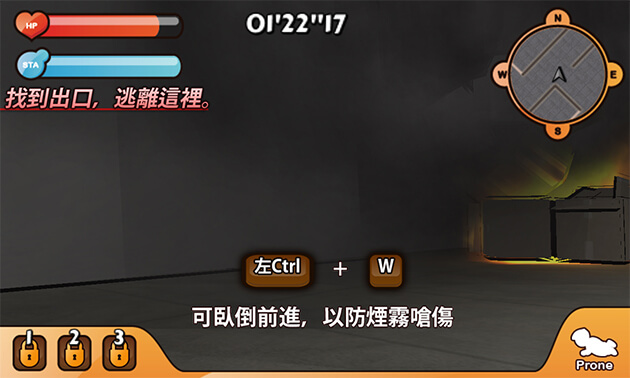 HP
01'22"17
N
STA
W
E
找到出口，逃離這裡。
S
左Ctrl + W
可臥倒前進，以防煙霧嗆傷
1 2 3
Prone